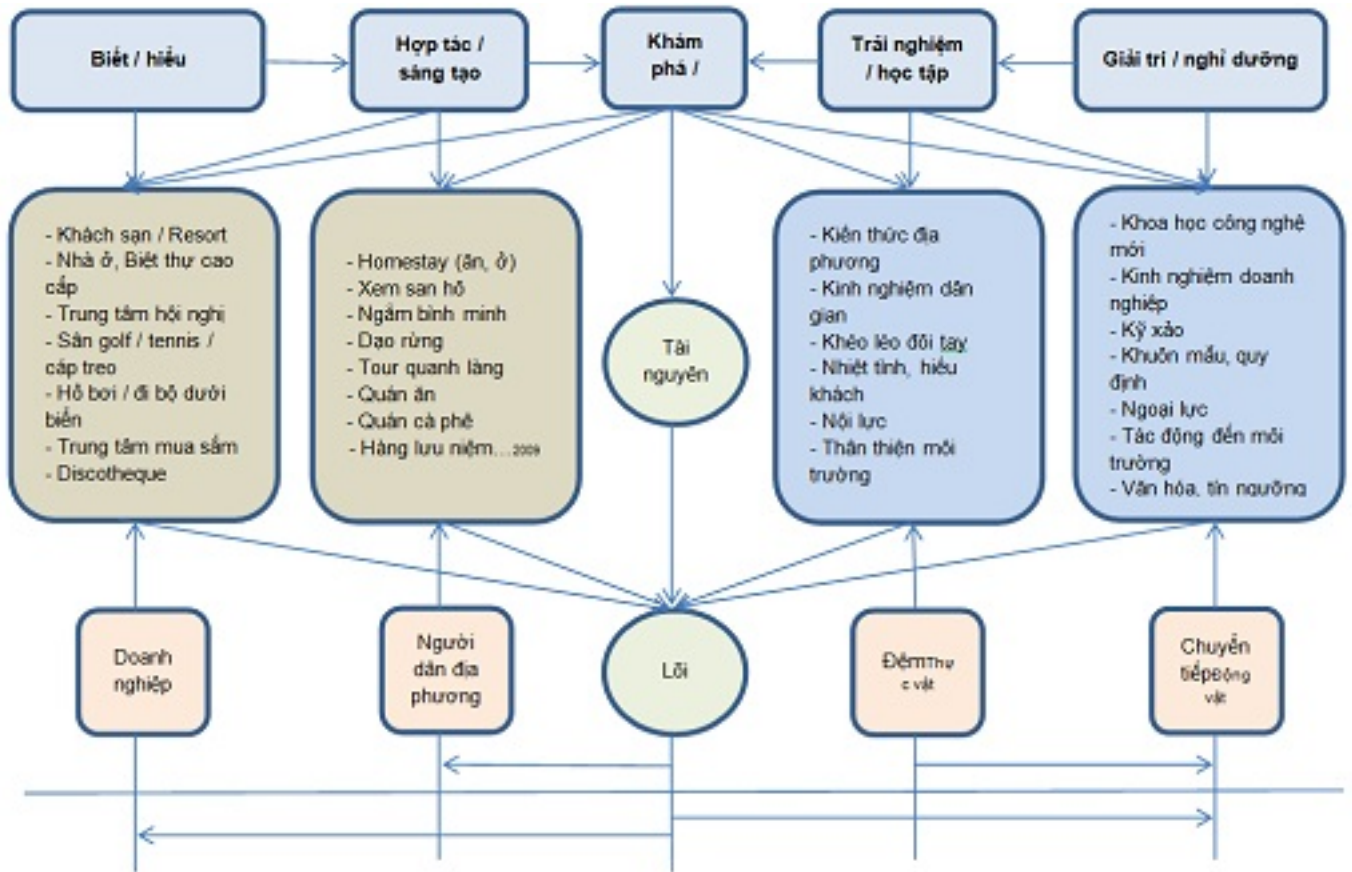 Biết / hiểu
Hợp tác /
sáng tạo
Khám
phá /
Trải nghiệm
/ học tập
Giải trí / nghỉ dưỡng
- Khách sạn / Resort
- Nhà ở, Biệt thự cao
cấp
- Trung tâm hội nghị
- Sân golf / tennis /
cáp treo
- Hồ bơi / đi bộ dưới
biển
- Trung tâm mua sắm
- Discotheque
- Homestay (ăn, ở)
- Xem san hô
- Ngắm bình minh
- Dạo rừng
- Tour quanh làng
- Quán ăn
- Quán cà phê
- Hàng lưu niệm...2009
Tài
nguyên
- Kiến thức địa
phương
- Kinh nghiệm dân
gian
- Khéo léo đôi tay
- Nhiệt tình, hiếu
khách
- Nội lực
- Thân thiện môi
trường
- Khoa học công nghệ
mới
- Kinh nghiệm doanh
nghiệp
- Kỹ xảo
- Khuôn mẫu, quy
định
- Ngoại lực
- Tác động đến môi
trường
- Văn hóa, tín ngưỡng
Doanh
nghiệp
Người
dân địa
phương
Lõi
ĐệmThự
c vật
Chuyển
tiếpĐộng
vật